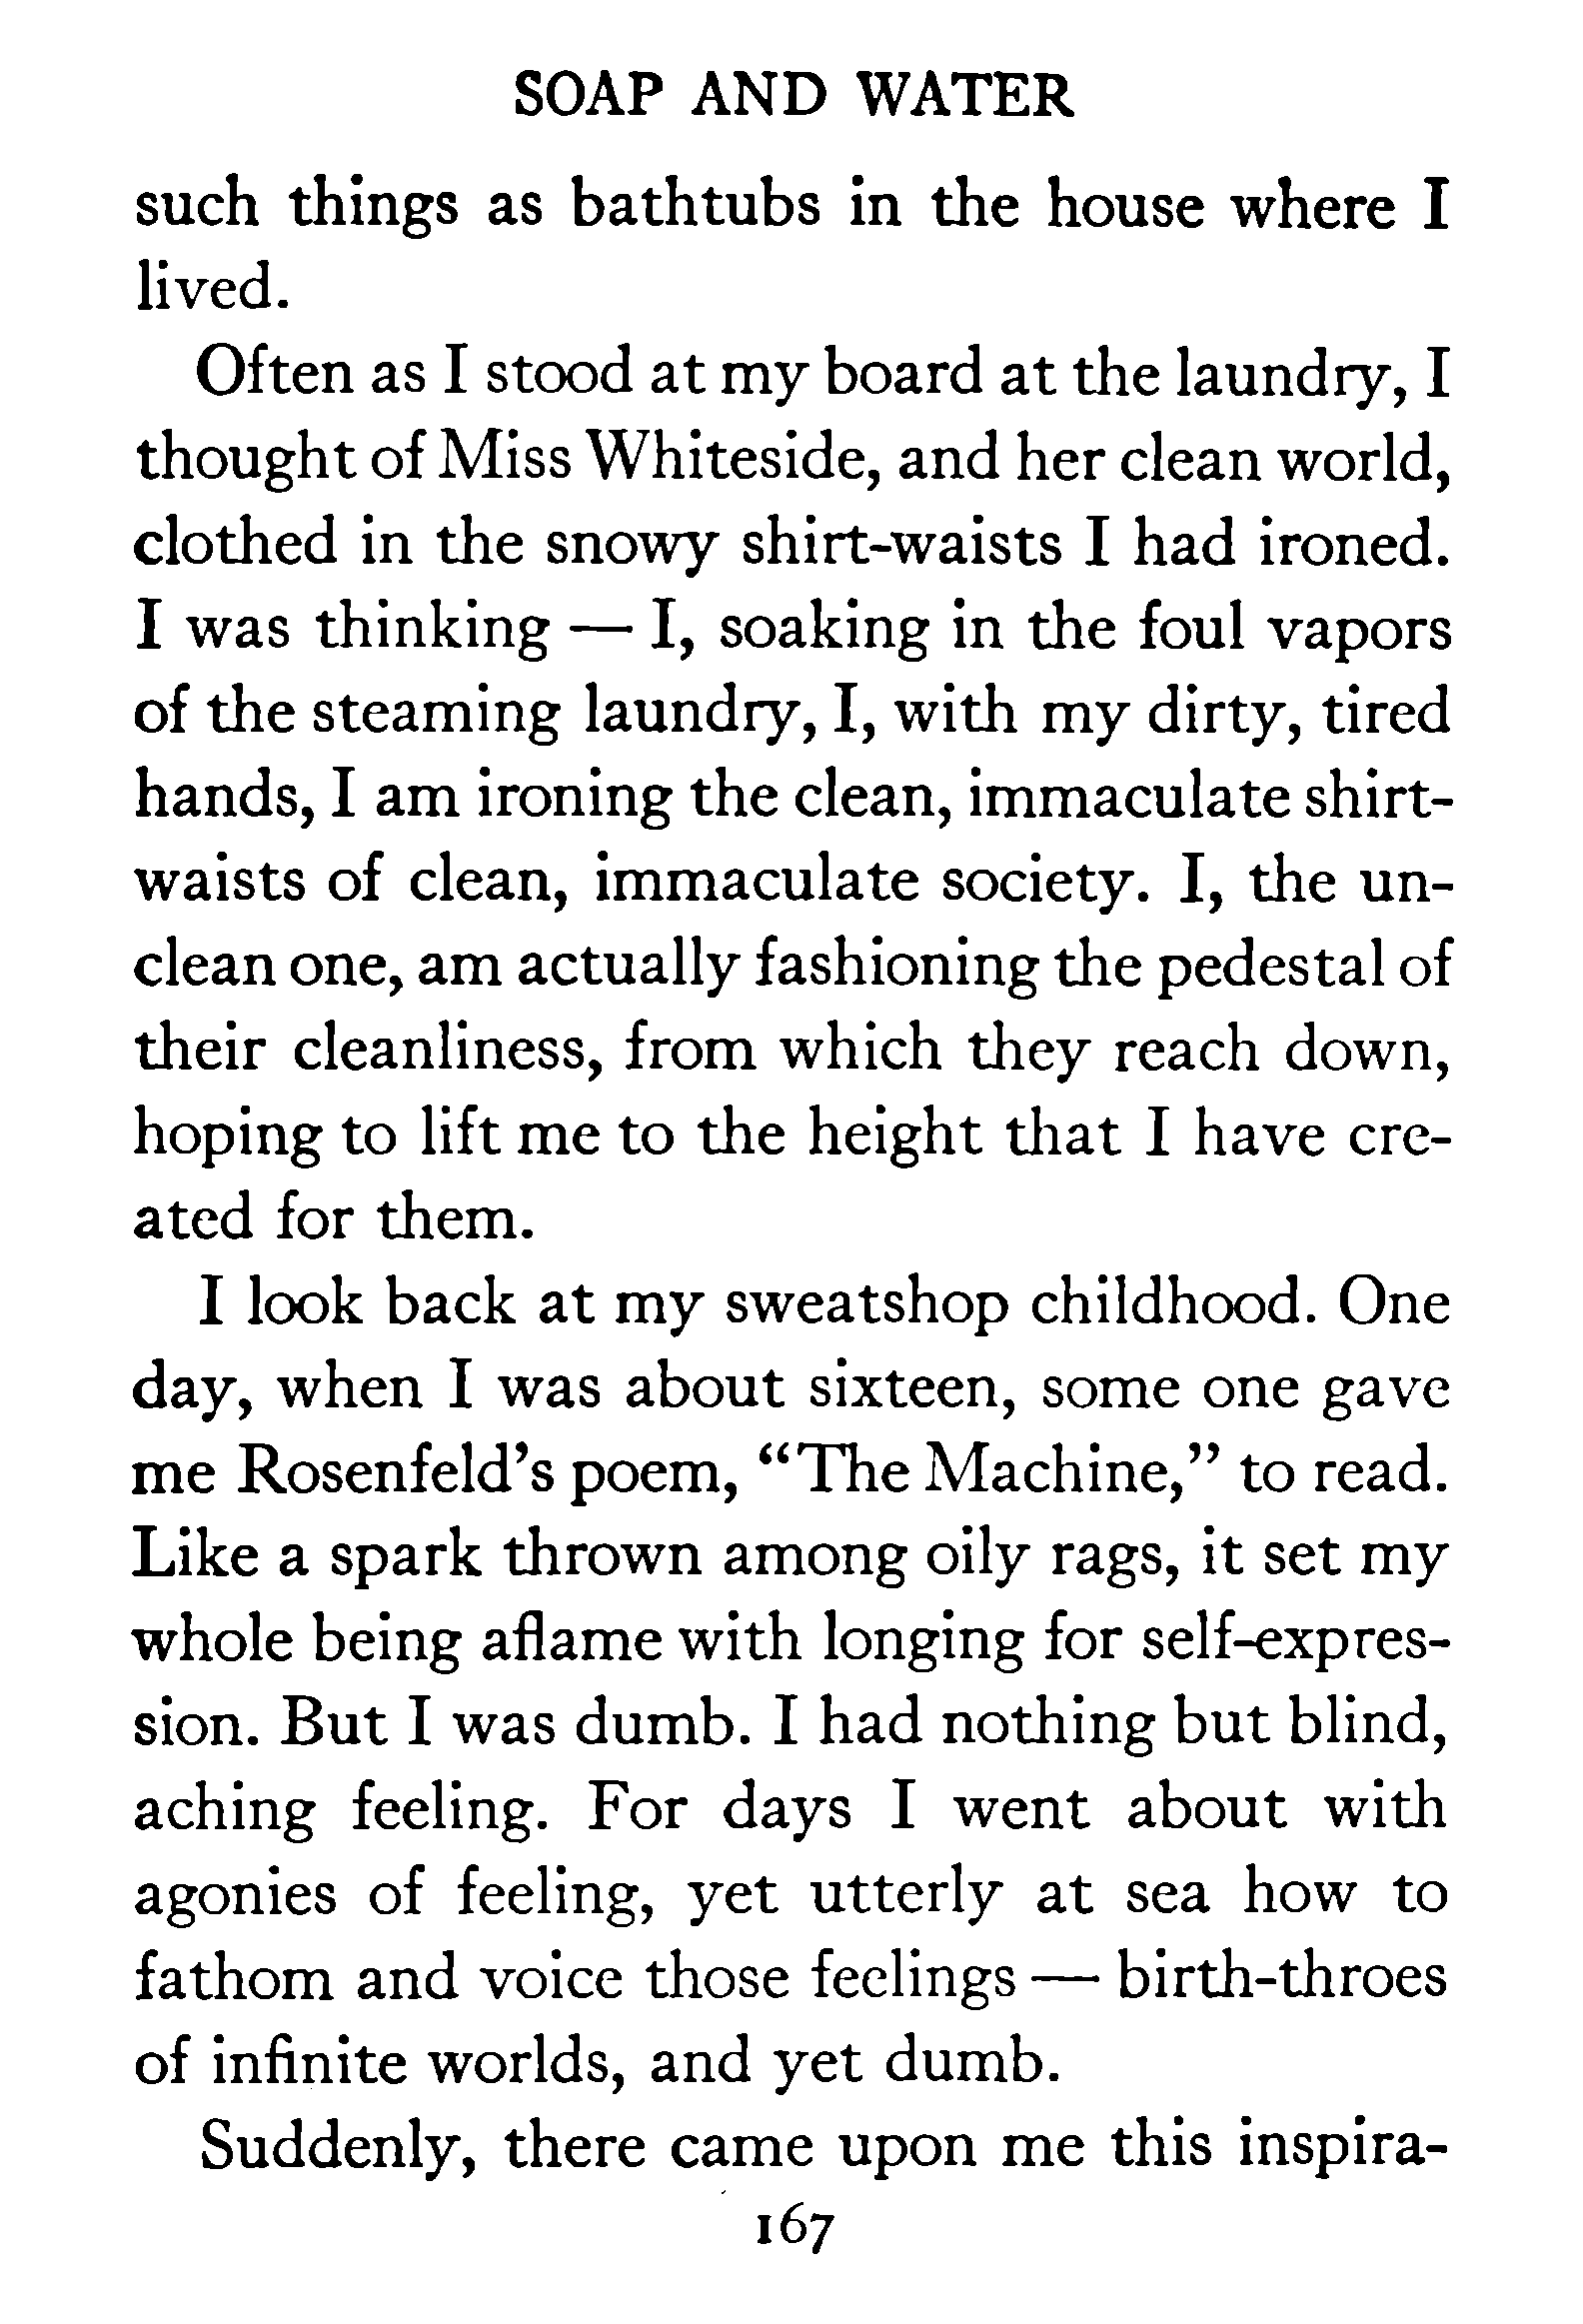 SOAP AND WATER
such things as bathtubs in the house where I
lived.
Often as I stood at my board at the laundry, I
thought of Miss Whiteside, and her clean world,
clothed in the snowy shirt-waists I had ironed.
I was thinking — I, soaking in the foul vapors
of the steaming laundry, I, with my dirty, tired
hands, I am ironing the clean, immaculate shirt-
waists of clean, immaculate society. I, the un-
clean one, am actually fashioning the pedestal of
their cleanliness, from which they reach down,
hoping to lift me to the height that I have cre-
ated for them.
I look back at my sweatshop childhood. One
day, when I was about sixteen, some one gave
me Rosenfeld's poem, “The Machine,” to read.
Like a spark thrown among oily rags, it set my
whole being aflame with longing for self-expres-
sion. But I was dumb. I had nothing but blind,
aching feeling. For days I went about with
agonies of feeling, yet utterly at sea how to
fathom and voice those feelings — birth-throes
of infinite worlds, and yet dumb.
Suddenly, there came upon me this inspira-
167